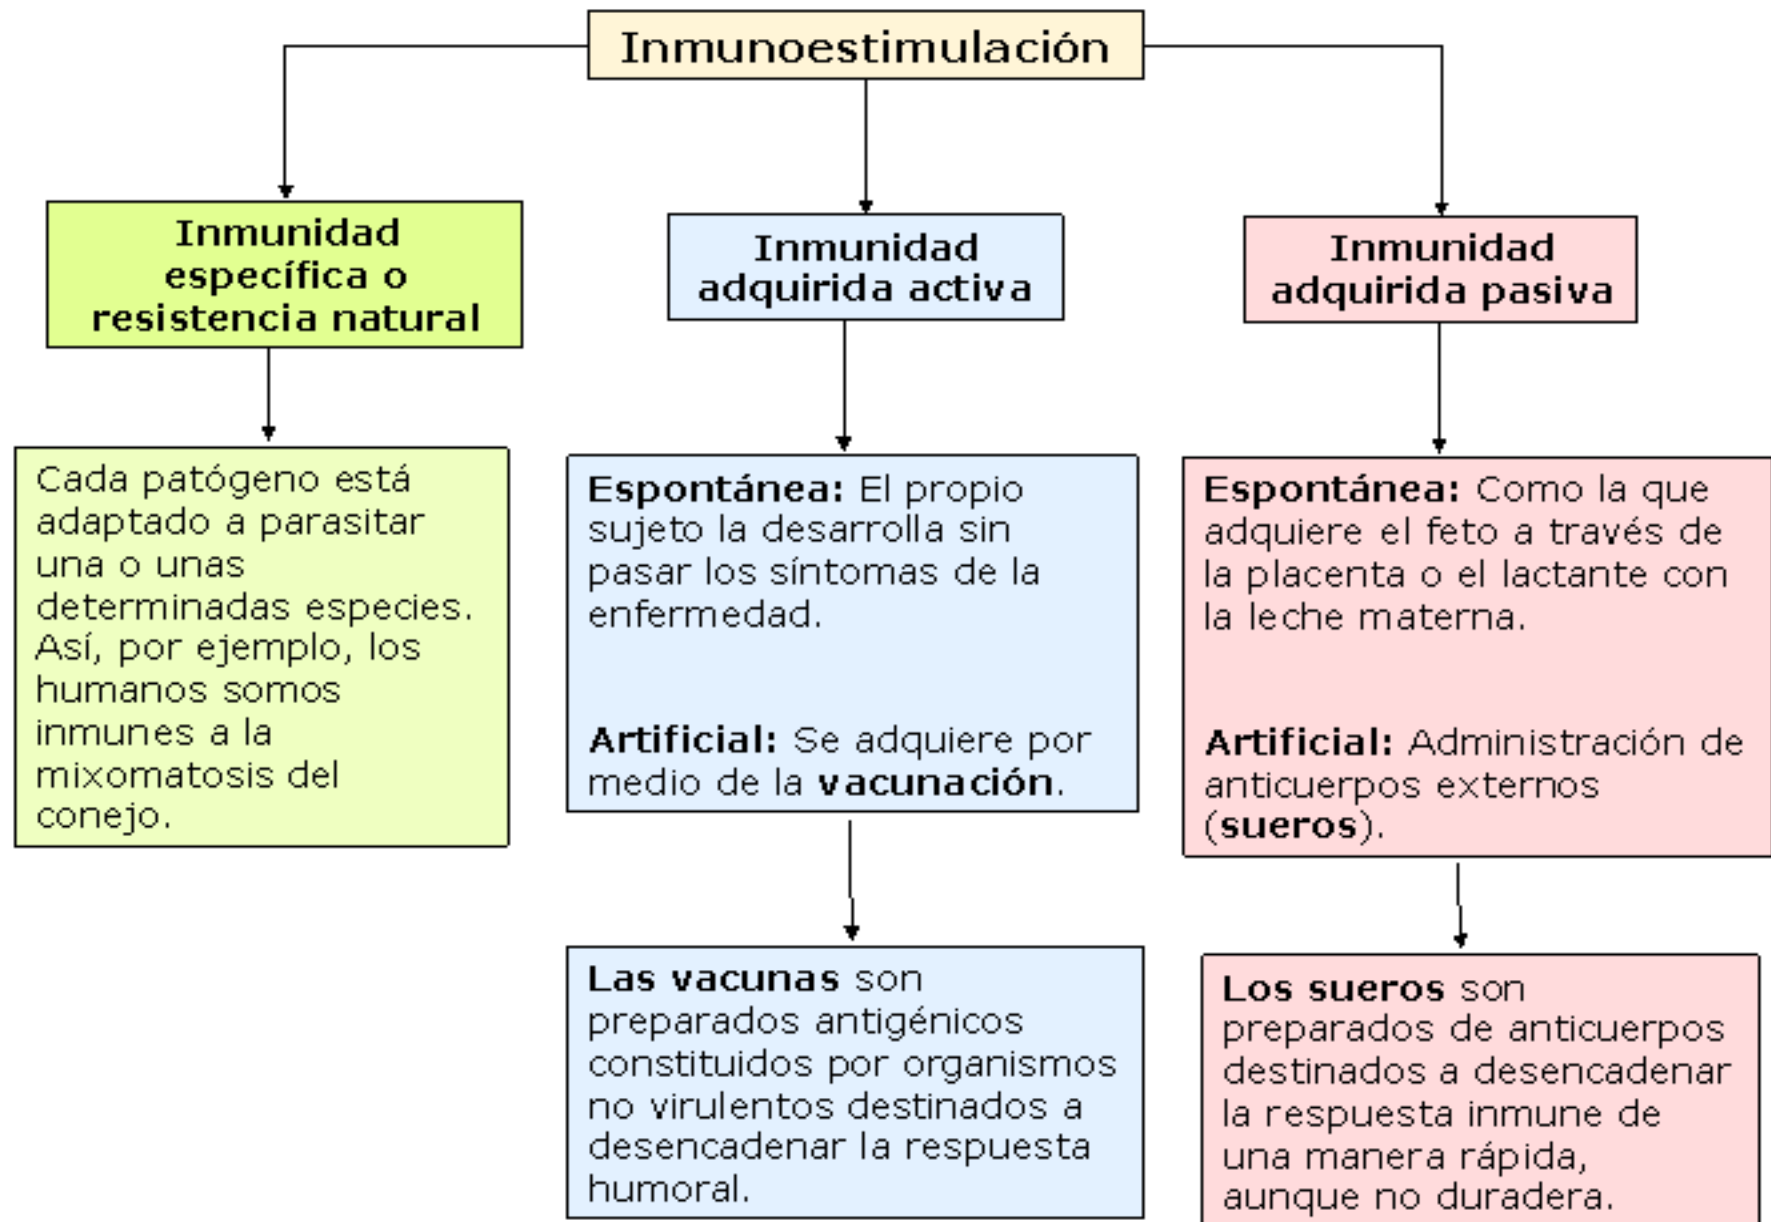 Inmunoestimulación
Inmunidad
específica o
resistencia natural
Cada patógeno está
adaptado a parasitar
una o unas
determinadas especies.
Así, por ejemplo, los
humanos somos
inmunes a la
mixomatosis del
conejo.
Inmunidad
adquirida activa
Espontánea: El propio
sujeto la desarrolla sin
pasar los síntomas de la
enfermedad.
Artificial: Se adquiere por
medio de la vacunación.
Las vacunas son
preparados antigénicos
constituidos por organismos
no virulentos destinados a
desencadenar la respuesta
humoral.
Inmunidad
adquirida pasiva
Espontánea: Como la que
adquiere el feto a través de
la placenta o el lactante con
la leche materna.
Artificial: Administración de
anticuerpos externos
(sueros).
Los sueros son
preparados de anticuerpos
destinados a desencadenar
la respuesta inmune de
una manera rápida,
aunque no duradera.